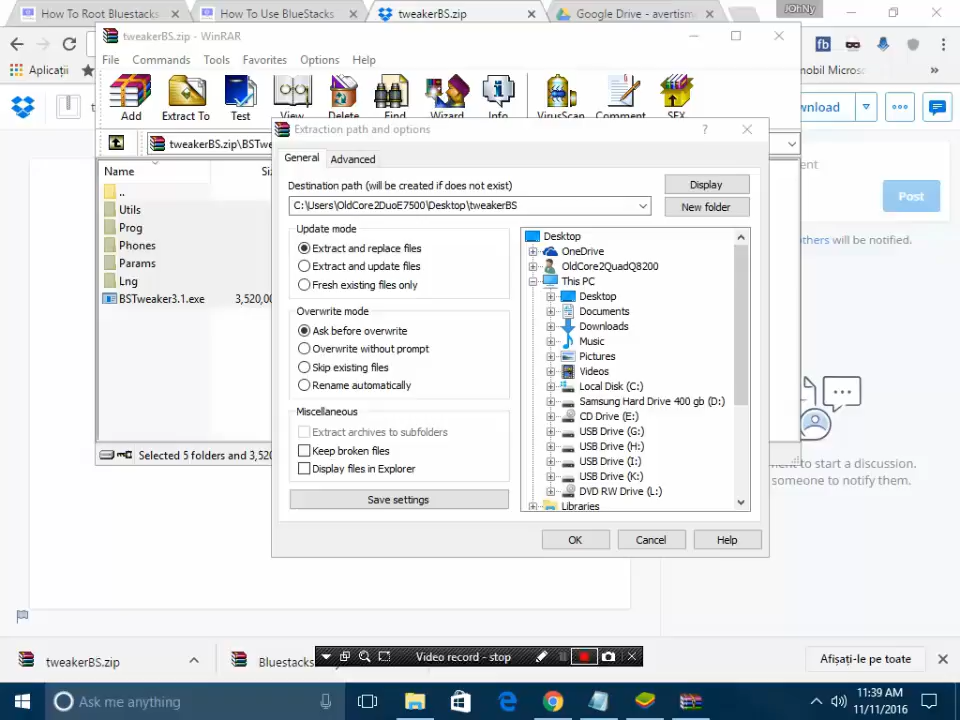 How To Root Bluestacks
How To Use BlueStacks
tweakerBS.zip
Google Drive - avertism
JOhNy
tweakerBS.zip - WinRAR
fb
Aplicații
mobil Microso
»
File Commands Tools Favorites Options Help
Add
Extract To
Test
View
Delete
Find
Wizard
Info
VirusScan
Comment
SFX
wnload
tweakerBS.zip\BSTwe
Name
Si
..
Utils
Prog
Phones
Params
Lng
BSTweaker3.1.exe 3,520,0
Selected 5 folders and 3,520
Extraction path and options
General
Advanced
Destination path (will be created if does not exist)
C:\Users\OldCore2DuoE7500\Desktop\tweakerBS
Display
New folder
Update mode
Extract and replace files
Extract and update files
Fresh existing files only
Overwrite mode
Ask before overwrite
Overwrite without prompt
Skip existing files
Rename automatically
Miscellaneous
Extract archives to subfolders
Keep broken files
Display files in Explorer
Save settings
Desktop
OneDrive
OldCore2QuadQ8200
This PC
Desktop
Documents
Downloads
Music
Pictures
Videos
Local Disk (C:)
Samsung Hard Drive 400 gb (D:)
CD Drive (E:)
USB Drive (G:)
USB Drive (H:)
USB Drive (I:)
USB Drive (K:)
DVD RW Drive (L:)
Libraries
OK
Cancel
Help
ent
Post
others will be notified.
nent to start a discussion.
someone to notify them.
tweakerBS.zip
Bluestacks
Video record - stop
Afișați-le pe toate
Ask me anything
11:39 AM
11/11/2016